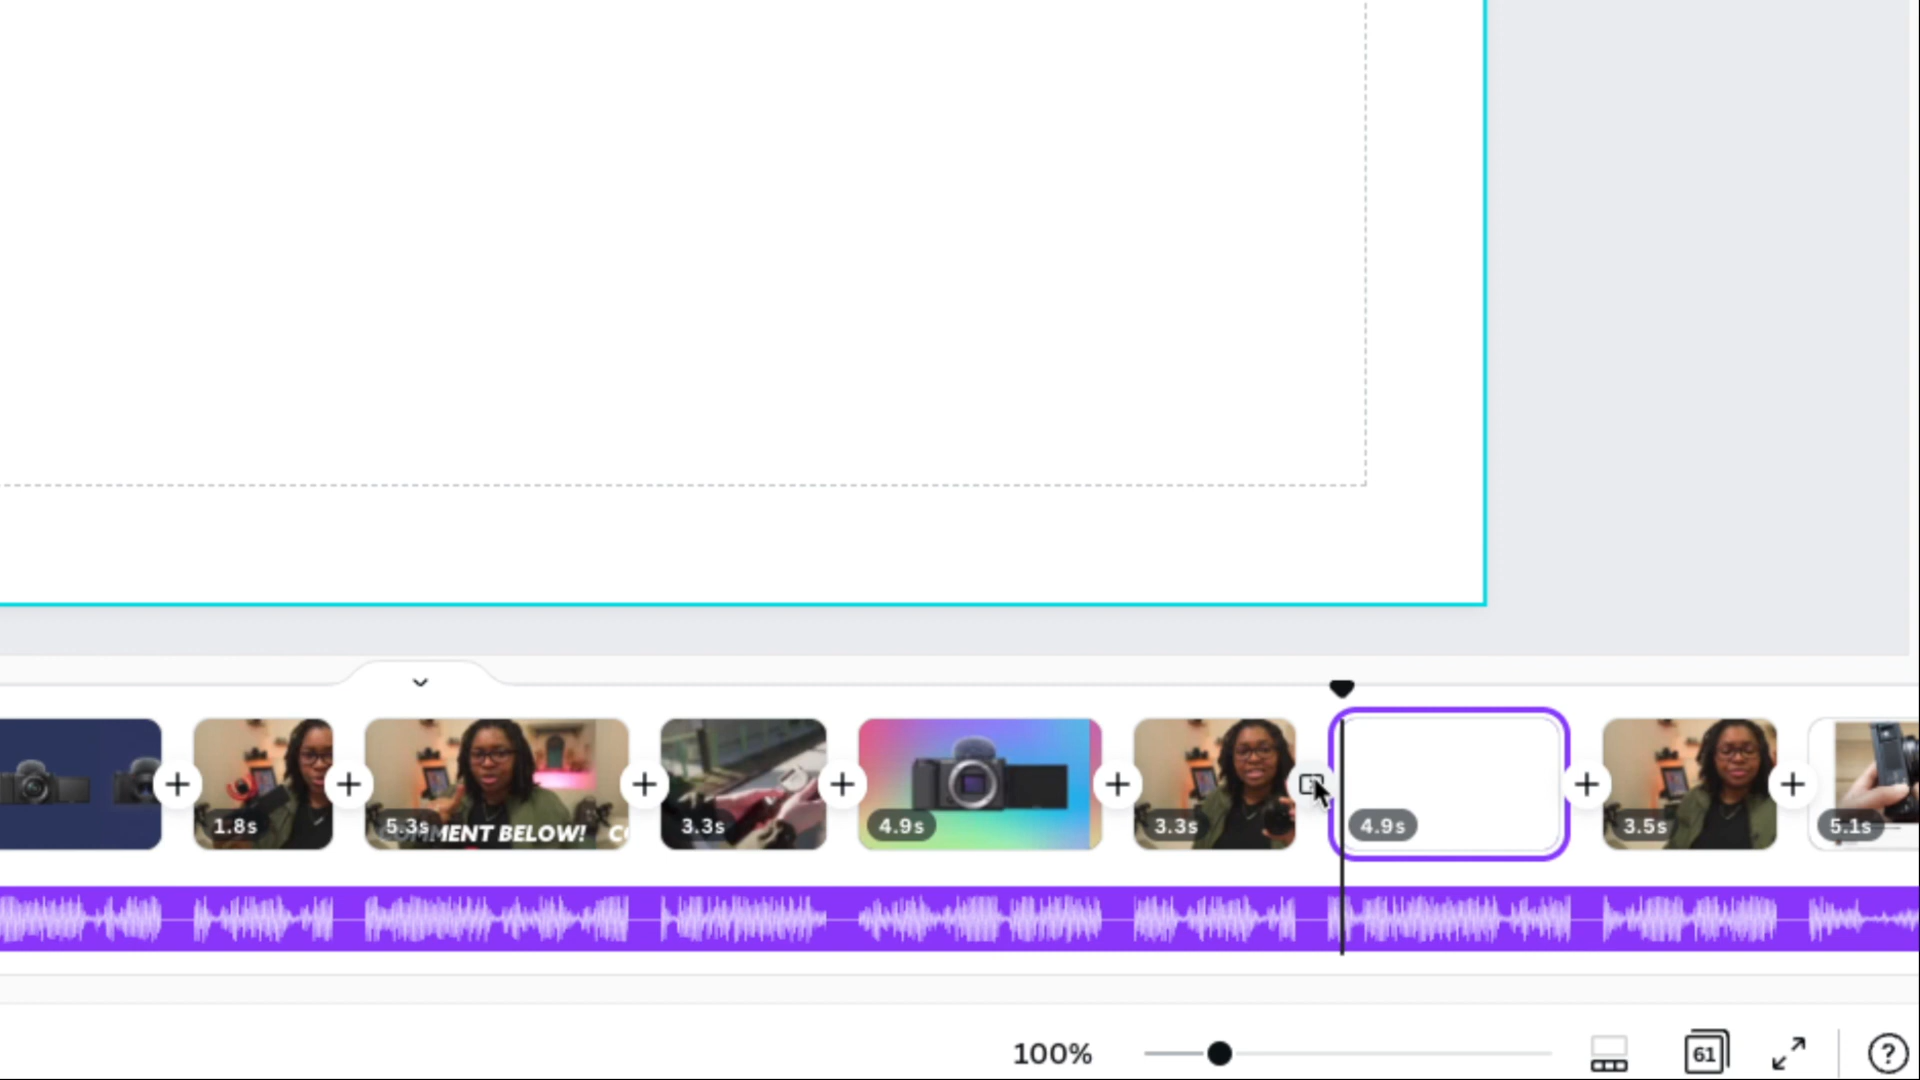 1.8s
5.3s
MENT BELOW! C
3.3s
4.9s
3.3s
4.9s
3.5s
5.1s
100%
61
?